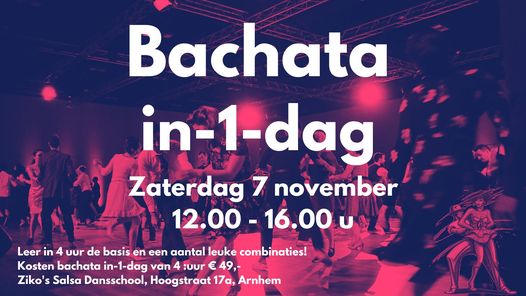 Bachata
in-1-dag
Zaterdag 7 november
12.00 - 16.00 u
Leer in 4 uur de basis en een aantal leuke combinaties!
Kosten bachata in-1-dag van 4 :uur € 49,-
Ziko's Salsa Dansschool, Hoogstraat 17a, Arnhem